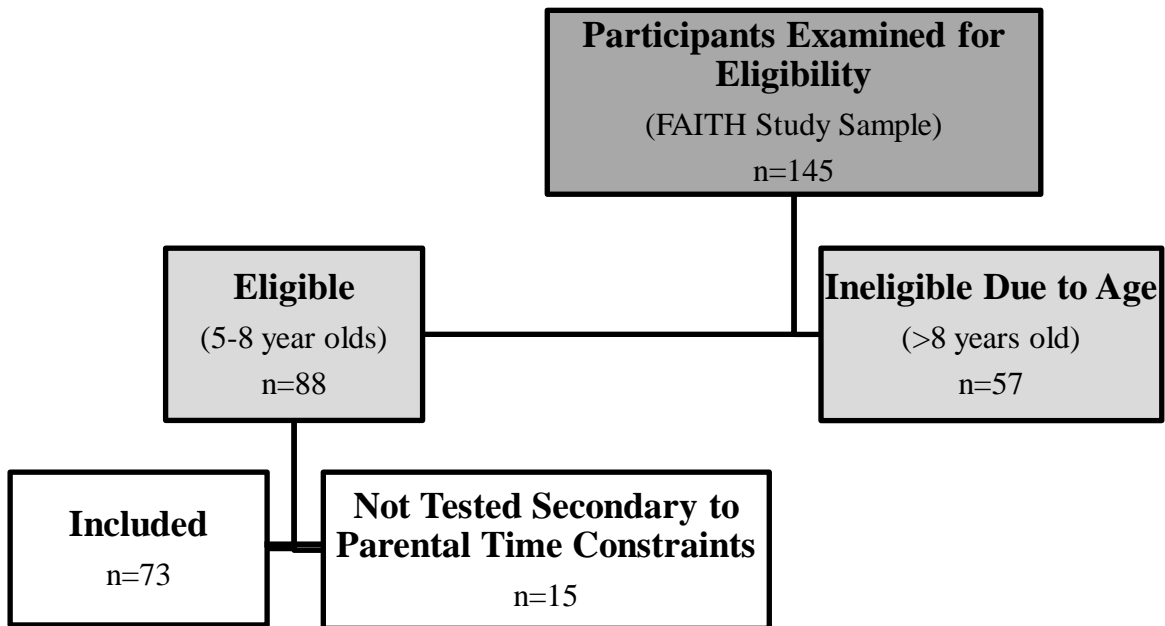 Participants Examined for
Eligibility
(FAITH Study Sample)
n=145
Eligible
(5-8 year olds)
n=88
Ineligible Due to Age
(>8 years old)
n=57
Included
n=73
Not Tested Secondary to
Parental Time Constraints
n=15